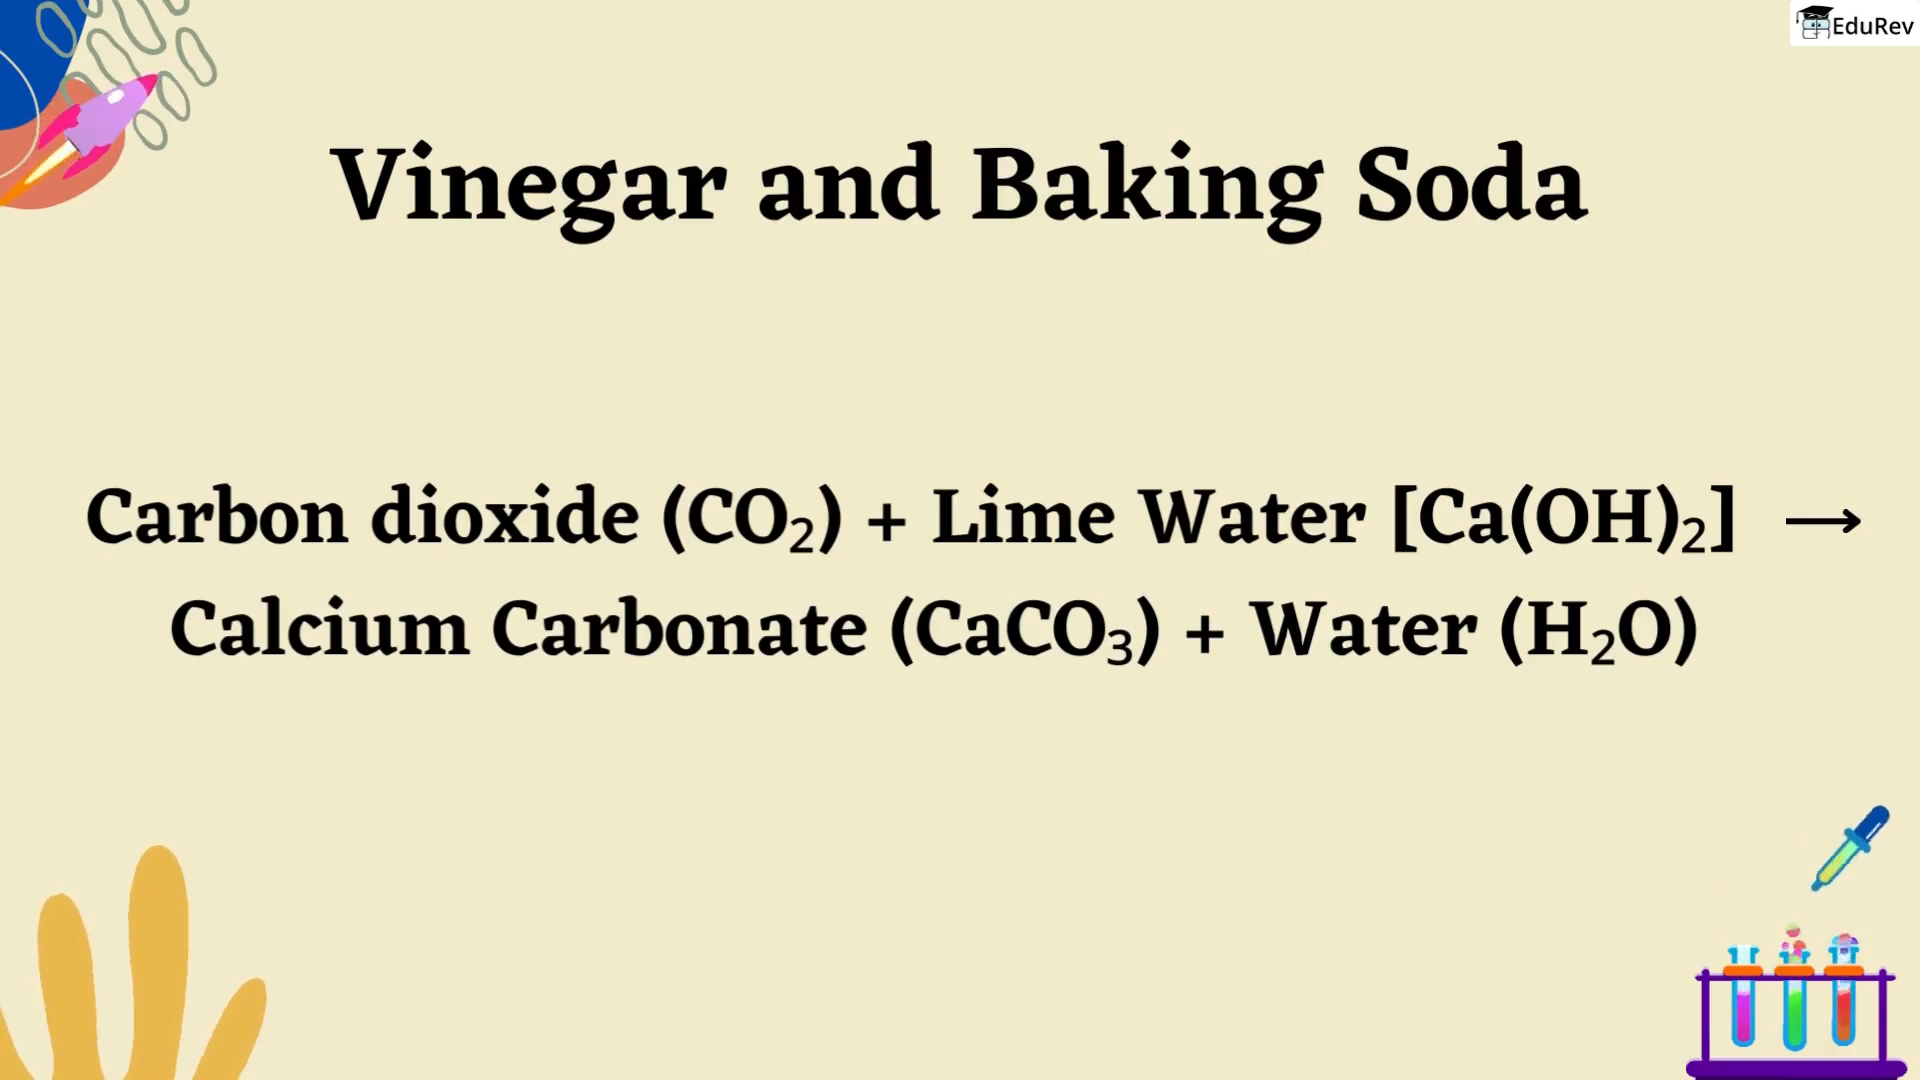 EduRev
Vinegar and Baking Soda
Carbon dioxide (CO₂) + Lime Water [Ca(OH)₂] →
Calcium Carbonate (CaCO₃) + Water (H₂O)